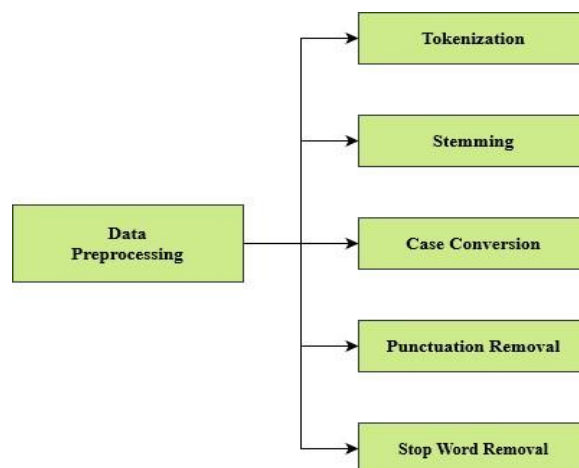 Tokenization
Stemming
Data
Preprocessing
Case Conversion
Punctuation Removal
Stop Word Removal